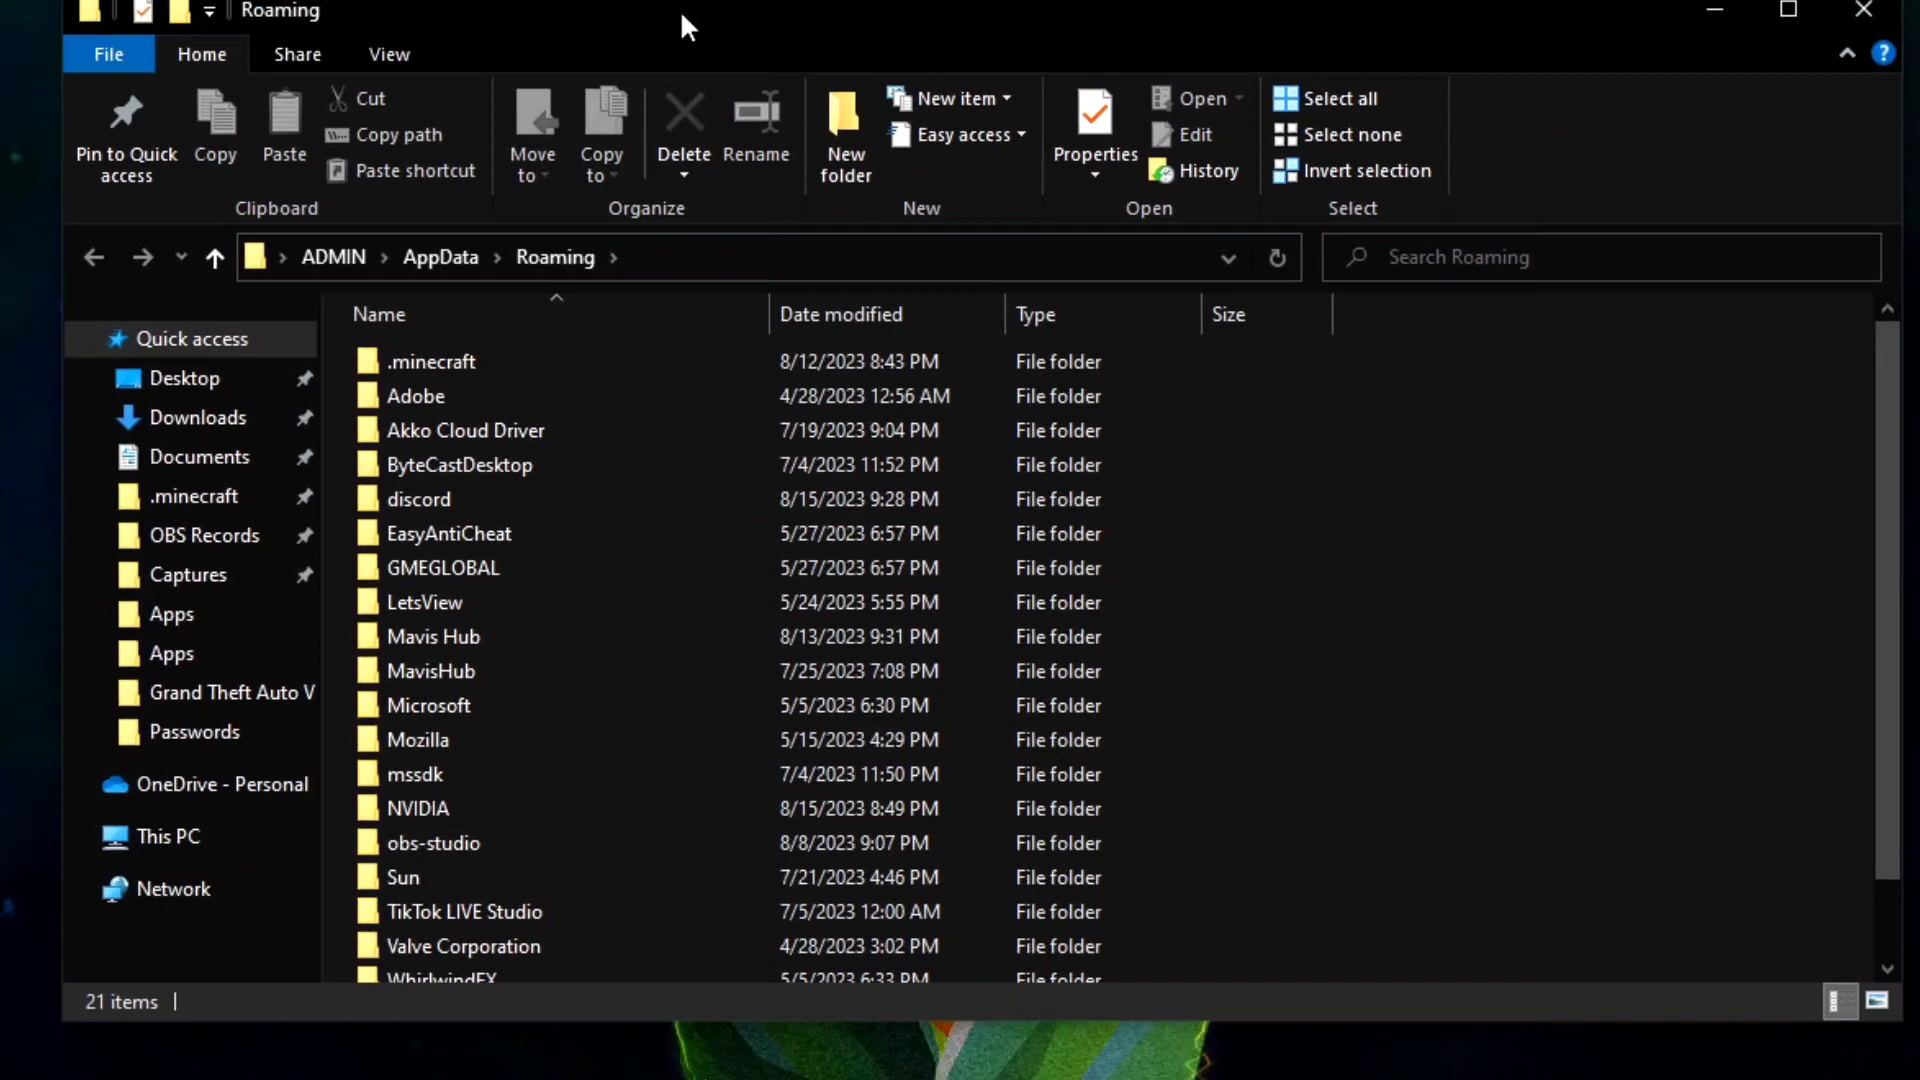 Roaming
File Home Share View
Pin to Quick access
Copy
Paste
Cut
Copy path
Paste shortcut
Clipboard
Move to
Copy to
Delete
Rename
Organize
New folder
New item
Easy access
New
Properties
Open
Edit
History
Open
Select all
Select none
Invert selection
Select
ADMIN AppData Roaming
Search Roaming
Quick access
Desktop
Downloads
Documents
.minecraft
OBS Records
Captures
Apps
Apps
Grand Theft Auto V
Passwords
OneDrive - Personal
This PC
Network
Name Date modified Type Size
.minecraft 8/12/2023 8:43 PM File folder
Adobe 4/28/2023 12:56 AM File folder
Akko Cloud Driver 7/19/2023 9:04 PM File folder
ByteCastDesktop 7/4/2023 11:52 PM File folder
discord 8/15/2023 9:28 PM File folder
EasyAntiCheat 5/27/2023 6:57 PM File folder
GMEGLOBAL 5/27/2023 6:57 PM File folder
LetsView 5/24/2023 5:55 PM File folder
Mavis Hub 8/13/2023 9:31 PM File folder
MavisHub 7/25/2023 7:08 PM File folder
Microsoft 5/5/2023 6:30 PM File folder
Mozilla 5/15/2023 4:29 PM File folder
mssdk 7/4/2023 11:50 PM File folder
NVIDIA 8/15/2023 8:49 PM File folder
obs-studio 8/8/2023 9:07 PM File folder
Sun 7/21/2023 4:46 PM File folder
TikTok LIVE Studio 7/5/2023 12:00 AM File folder
Valve Corporation 4/28/2023 3:02 PM File folder
WhirlwindFX 5/5/2023 6:33 PM File folder
21 items